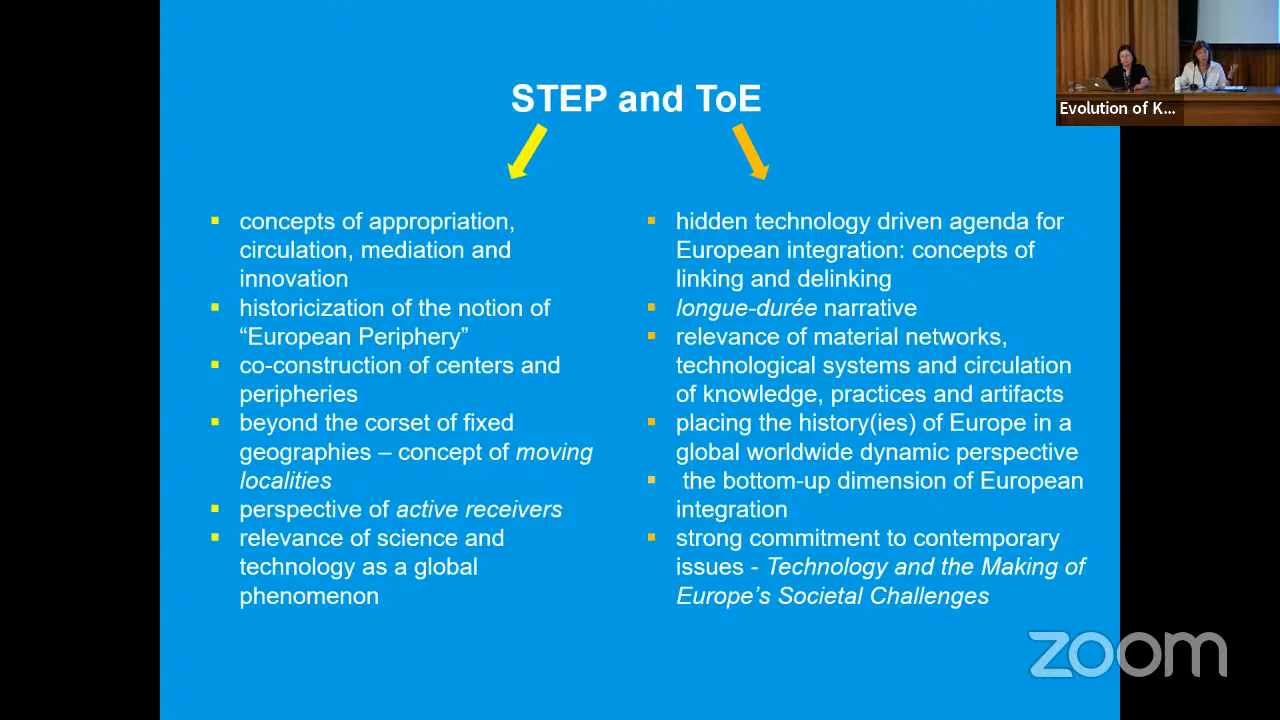 STEP and ToE
concepts of appropriation,
circulation, mediation and
innovation
historicization of the notion of
“European Periphery”
co-construction of centers and
peripheries
beyond the corset of fixed
geographies – concept of moving
localities
perspective of active receivers
relevance of science and
technology as a global
phenomenon
hidden technology driven agenda for
European integration: concepts of
linking and delinking
longue-durée narrative
relevance of material networks,
technological systems and circulation
of knowledge, practices and artifacts
placing the history(ies) of Europe in a
global worldwide dynamic perspective
the bottom-up dimension of European
integration
strong commitment to contemporary
issues - Technology and the Making of
Europe’s Societal Challenges
Evolution of K...
zoom